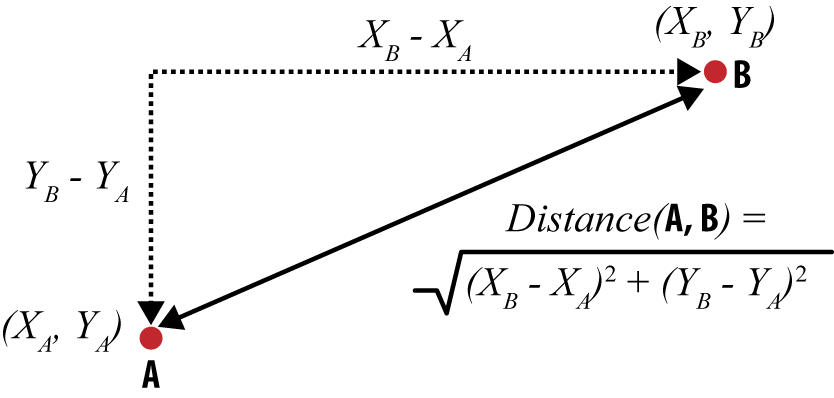 (X_B, Y_B)
X_B - X_A
B
Y_B - Y_A
Distance(A, B) =
√(X_B - X_A)² + (Y_B - Y_A)²
(X_A, Y_A)
A